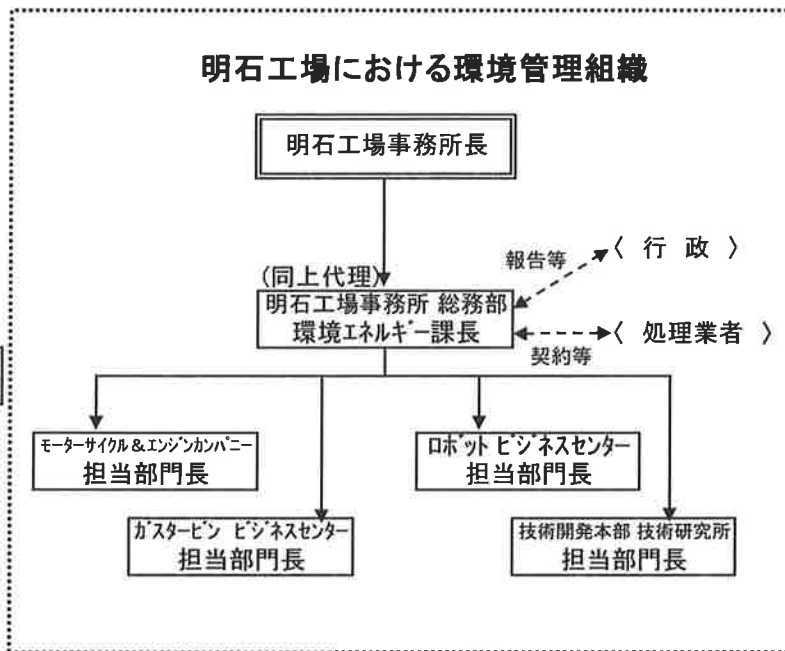 明石工場における環境管理組織
明石工場事務所長
(同上代理)
報告等
〈 行 政 〉
明石工場事務所 総務部
環境エネルギー課長
〈 処理業者 〉
契約等
モーターサイクル&エンジンカンパニー
担当部門長
ロボット ビジネスセンター
担当部門長
ガスタービン ビジネスセンター
担当部門長
技術開発本部 技術研究所
担当部門長